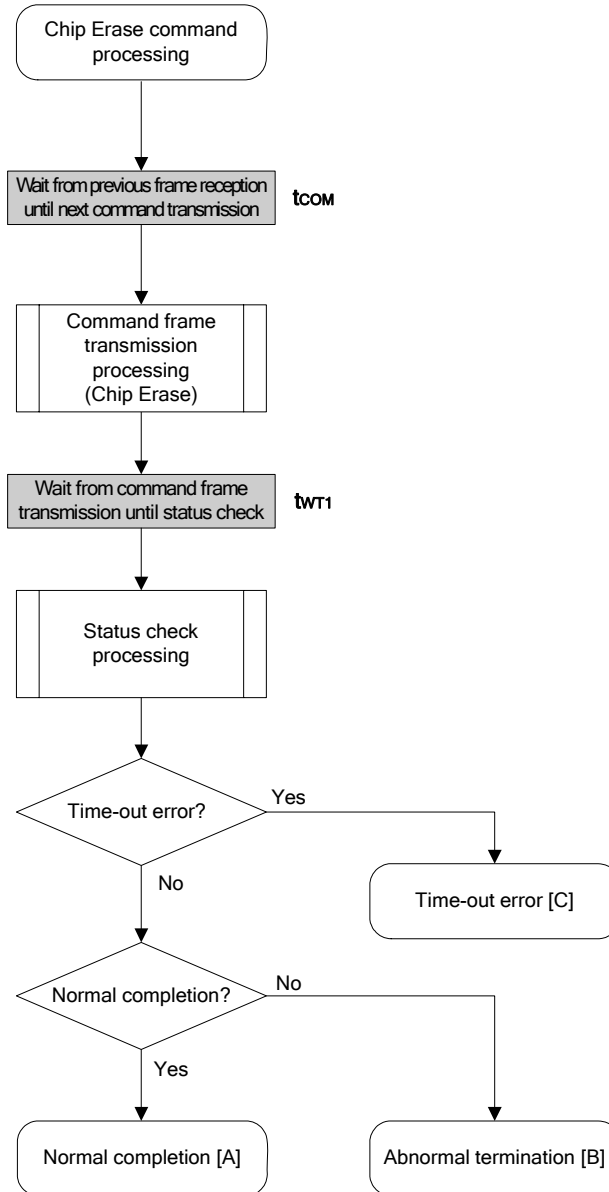 Chip Erase command
processing
Wait from previous frame reception
until next command transmission
tCOM
Command frame
transmission
processing
(Chip Erase)
Wait from command frame
transmission until status check
tWT1
Status check
processing
Time-out error?
Yes
No
Time-out error [C]
Normal completion?
No
Yes
Normal completion [A]
Abnormal termination [B]